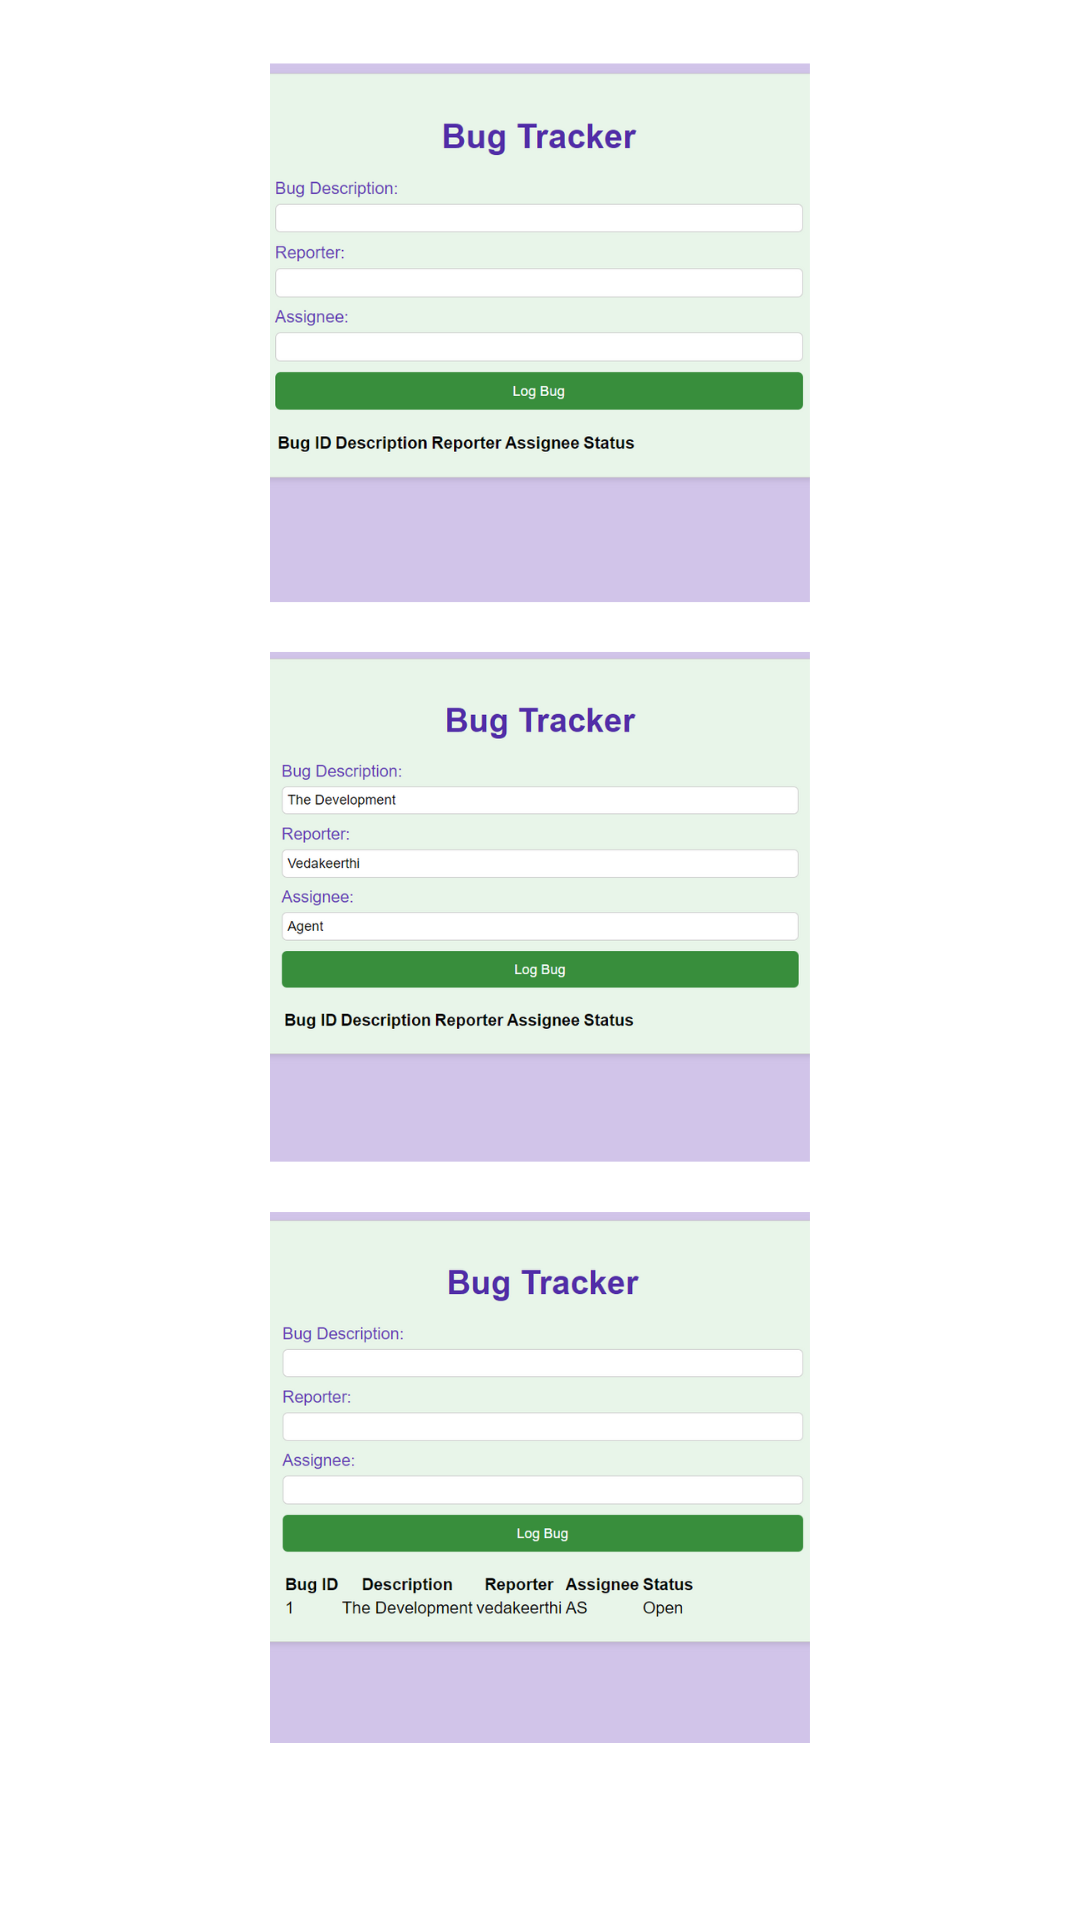 Bug Tracker
Bug Description:
Reporter:
Assignee:
Log Bug
Bug ID Description Reporter Assignee Status
Bug Tracker
Bug Description:
The Development
Reporter:
Vedakeerthi
Assignee:
Agent
Log Bug
Bug ID Description Reporter Assignee Status
Bug Tracker
Bug Description:
Reporter:
Assignee:
Log Bug
Bug ID Description Reporter Assignee Status
1 The Development vedakeerthi AS Open